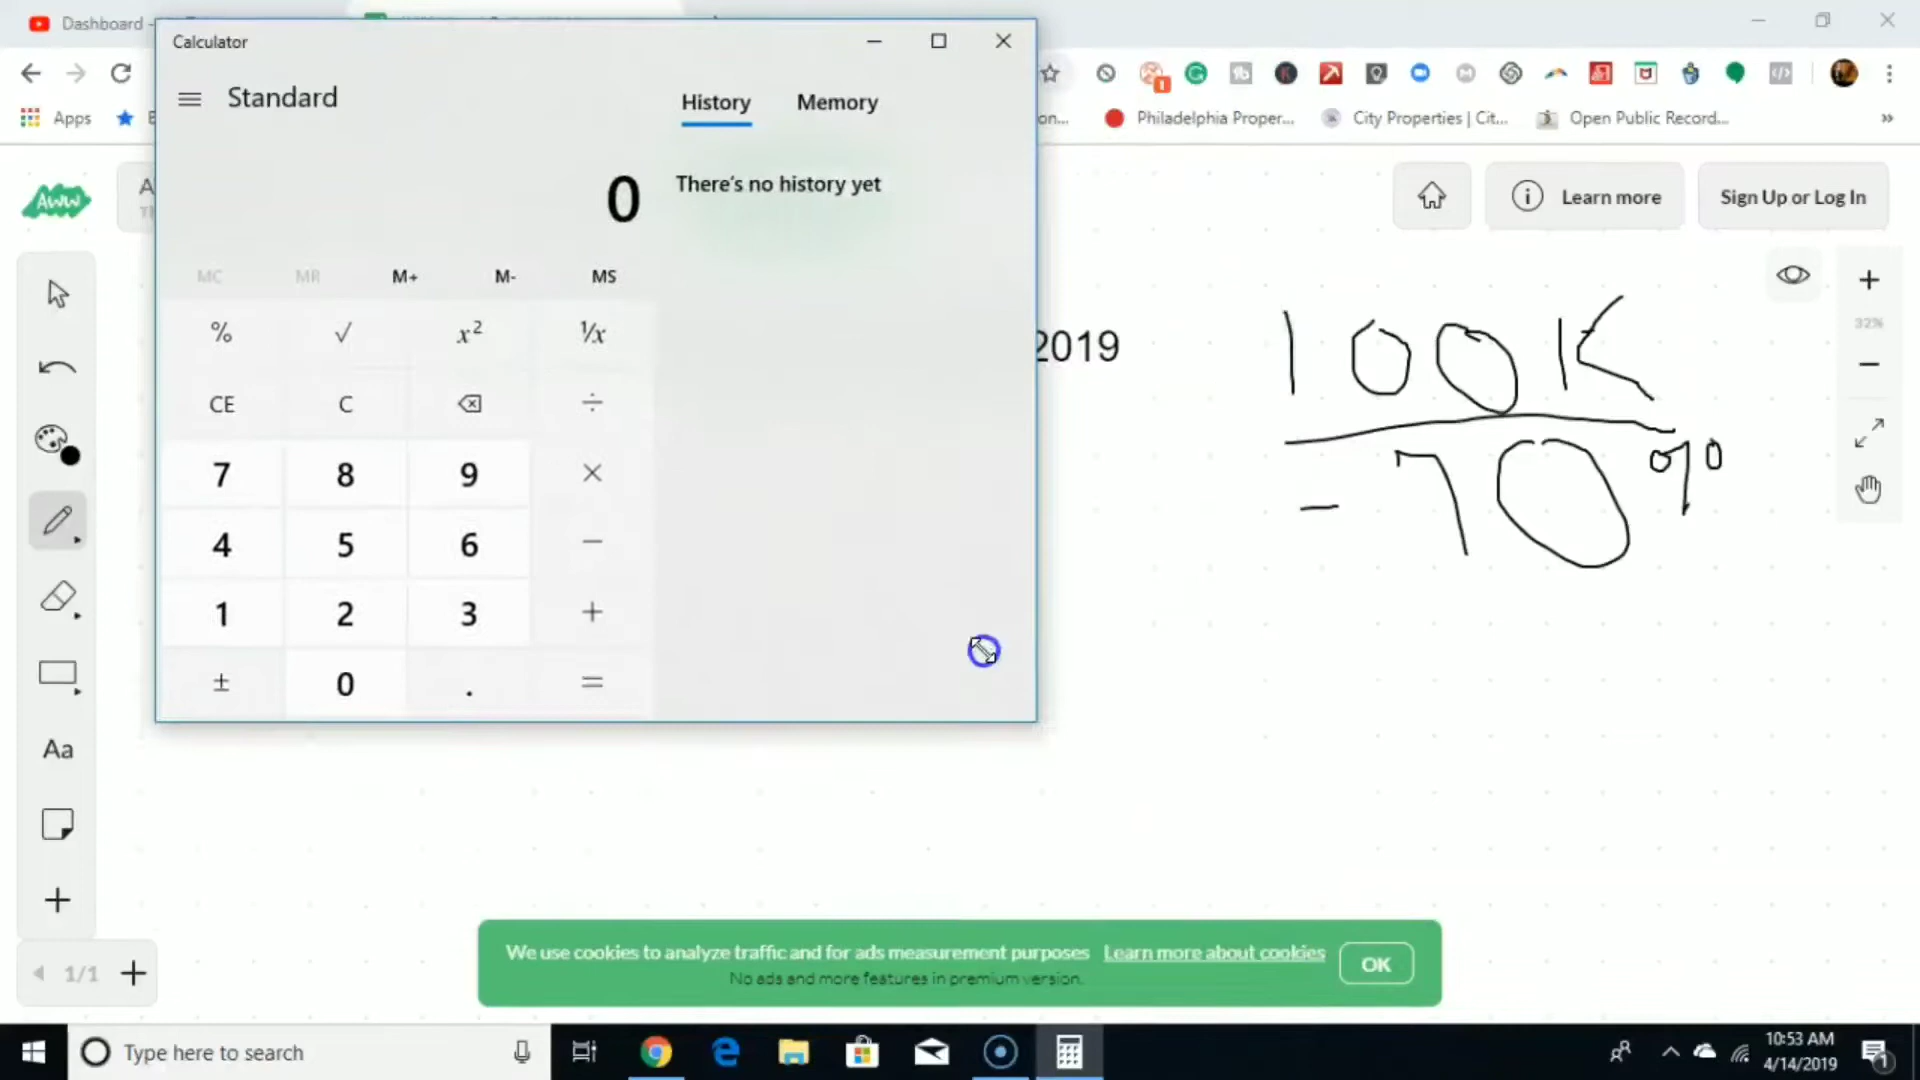 Dashboard -
Calculator
Standard
History
Memory
There's no history yet
0
MC MR M+ M- MS
% √ x² ¹/x
CE C ÷
7 8 9 ×
4 5 6 −
1 2 3 +
± 0 . =
Apps
on...
Philadelphia Proper...
City Properties | Cit...
Open Public Record...
»
Aww
A
Learn more
Sign Up or Log In
32%
2019
100K
- 70%
Aa
1/1
We use cookies to analyze traffic and for ads measurement purposes Learn more about cookies
No ads and more features in premium version.
OK
Type here to search
10:53 AM
4/14/2019
1